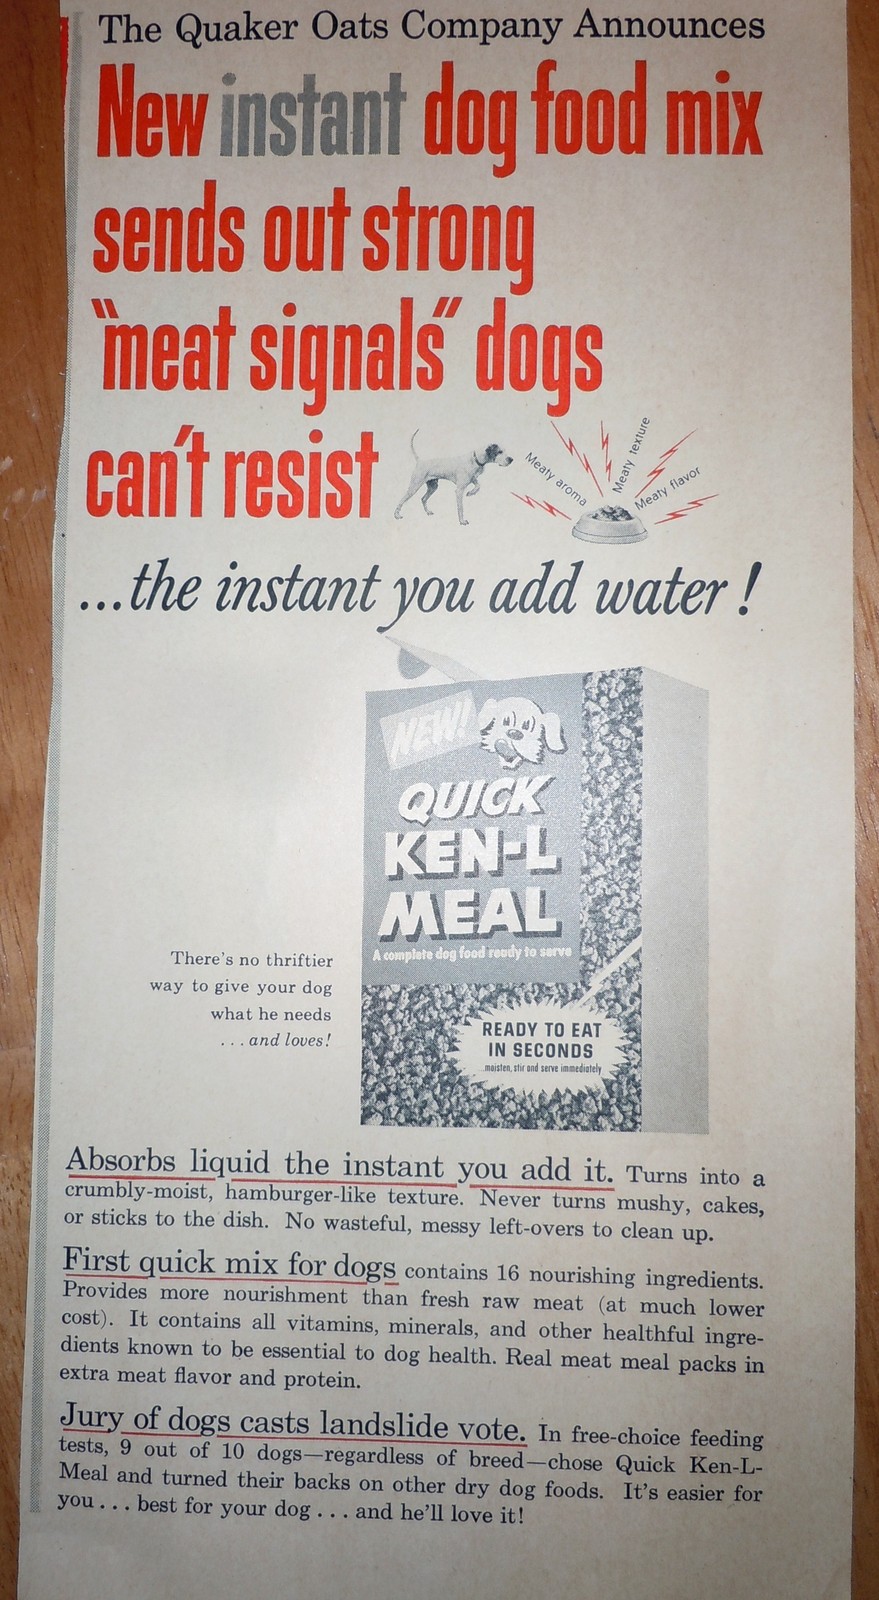 The Quaker Oats Company Announces
New instant dog food mix
sends out strong
"meat signals" dogs
can't resist
Meaty aroma
Meaty texture
Meaty flavor
...the instant you add water!
NEW!
QUICK
KEN-L
MEAL
A complete dog food ready to serve
There's no thriftier
way to give your dog
what he needs
...and loves!
READY TO EAT
IN SECONDS
moisten, stir and serve immediately
Absorbs liquid the instant you add it. Turns into a
crumbly-moist, hamburger-like texture. Never turns mushy, cakes,
or sticks to the dish. No wasteful, messy left-overs to clean up.
First quick mix for dogs contains 16 nourishing ingredients.
Provides more nourishment than fresh raw meat (at much lower
cost). It contains all vitamins, minerals, and other healthful ingre-
dients known to be essential to dog health. Real meat meal packs in
extra meat flavor and protein.
Jury of dogs casts landslide vote. In free-choice feeding
tests, 9 out of 10 dogs—regardless of breed—chose Quick Ken-L-
Meal and turned their backs on other dry dog foods. It's easier for
you...best for your dog...and he'll love it!